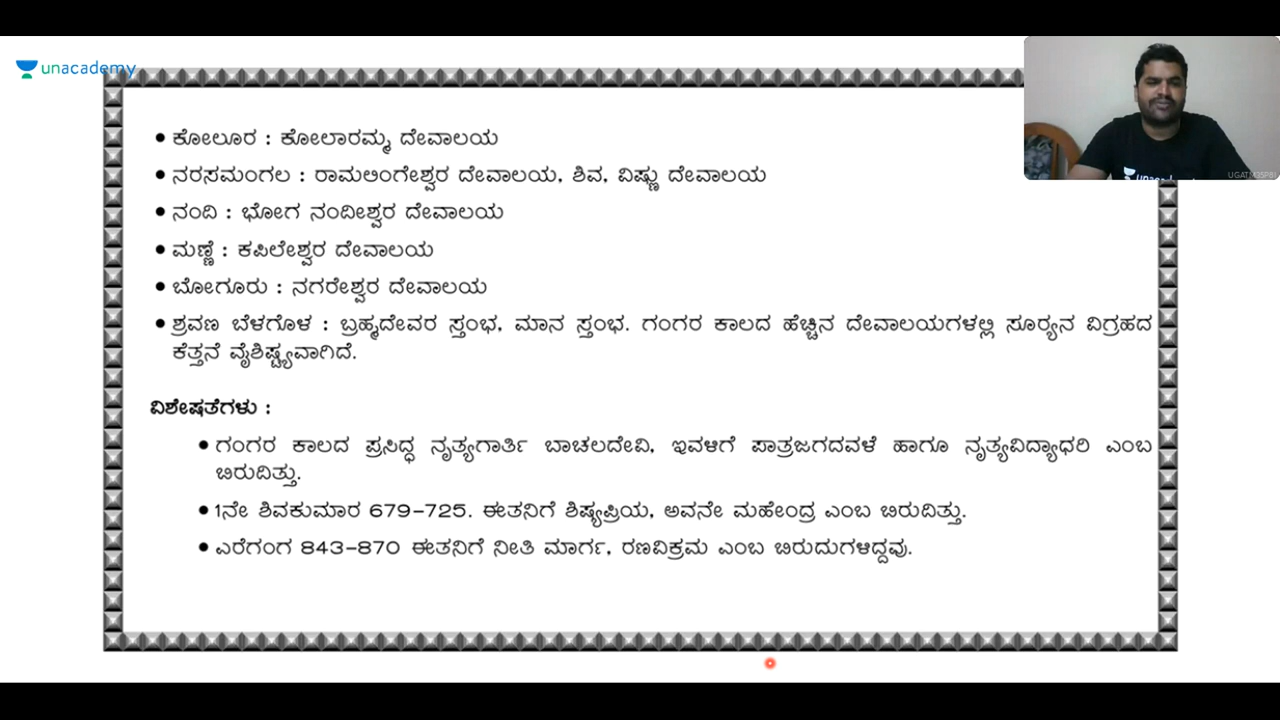 unacademy
• ಕೋಲೂರ : ಕೋಲಾರಮ್ಮ ದೇವಾಲಯ
• ನರಸಮಂಗಲ : ರಾಮಲಿಂಗೇಶ್ವರ ದೇವಾಲಯ, ಶಿವ, ವಿಷ್ಣು ದೇವಾಲಯ
• ನಂದಿ : ಭೋಗ ನಂದೀಶ್ವರ ದೇವಾಲಯ
• ಮಣ್ಣೆ : ಕಪಿಲೇಶ್ವರ ದೇವಾಲಯ
• ಬೋಗೂರು : ನಗರೇಶ್ವರ ದೇವಾಲಯ
• ಶ್ರವಣ ಬೆಳಗೊಳ : ಬ್ರಹ್ಮದೇವರ ಸ್ತಂಭ, ಮಾನ ಸ್ತಂಭ. ಗಂಗರ ಕಾಲದ ಹೆಚ್ಚಿನ ದೇವಾಲಯಗಳಲ್ಲಿ ಸೂರ‍್ಯನ ವಿಗ್ರಹದ
ಕೆತ್ತನೆ ವೈಶಿಷ್ಟ್ಯವಾಗಿದೆ.
ವಿಶೇಷತೆಗಳು :
• ಗಂಗರ ಕಾಲದ ಪ್ರಸಿದ್ಧ ನೃತ್ಯಗಾರ್ತಿ ಬಾಚಲದೇವಿ, ಇವಳಿಗೆ ಪಾತ್ರಜಗದವಳೆ ಹಾಗೂ ನೃತ್ಯವಿದ್ಯಾಧರಿ ಎಂಬ
ಬಿರುದಿತ್ತು.
• 1ನೇ ಶಿವಕುಮಾರ 679-725. ಈತನಿಗೆ ಶಿಷ್ಯಪ್ರಿಯ, ಅವನೇ ಮಹೇಂದ್ರ ಎಂಬ ಬಿರುದಿತ್ತು.
• ಎರೆಗಂಗ 843-870 ಈತನಿಗೆ ನೀತಿ ಮಾರ್ಗ, ರಣವಿಕ್ರಮ ಎಂಬ ಬಿರುದುಗಳಿದ್ದವು.